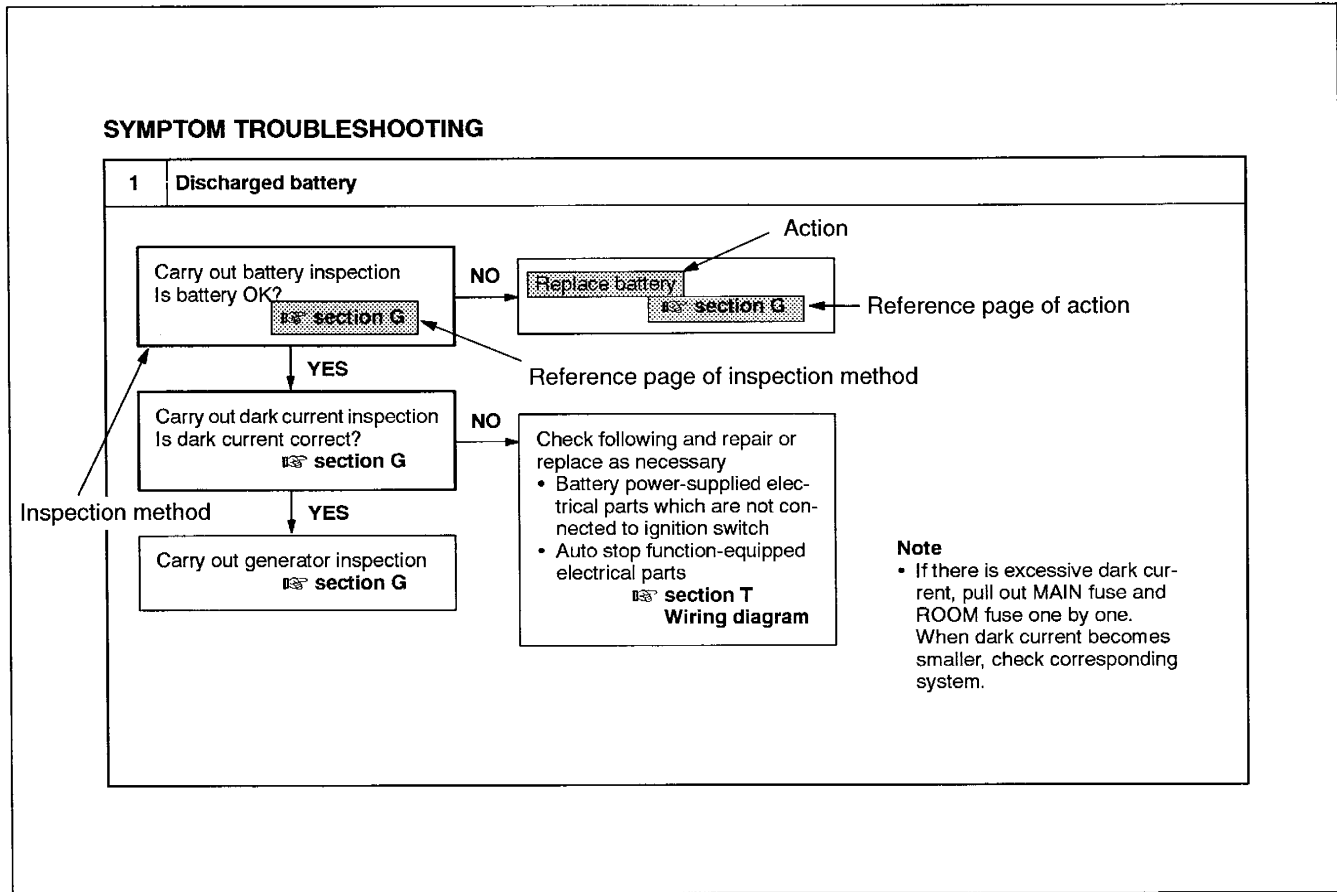 SYMPTOM TROUBLESHOOTING
1 Discharged battery
Action
Carry out battery inspection
Is battery OK?
☞ section G
NO
Replace battery
☞ section G
Reference page of action
YES
Reference page of inspection method
Carry out dark current inspection
Is dark current correct?
☞ section G
NO
Check following and repair or
replace as necessary
• Battery power-supplied elec-
trical parts which are not con-
nected to ignition switch
• Auto stop function-equipped
electrical parts
☞ section T
Wiring diagram
Inspection method
YES
Carry out generator inspection
☞ section G
Note
• If there is excessive dark cur-
rent, pull out MAIN fuse and
ROOM fuse one by one.
When dark current becomes
smaller, check corresponding
system.